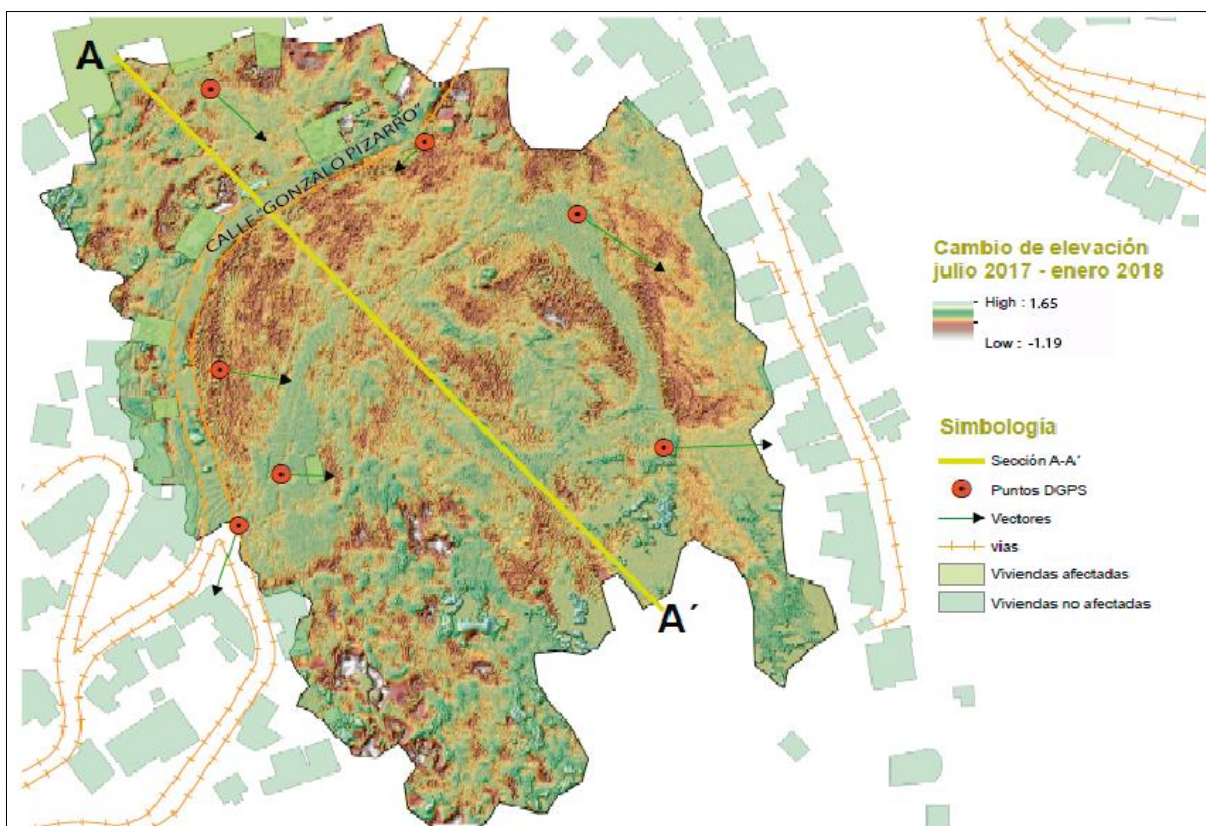 A
CALLE "GONZALO PIZARRO"
A´
Cambio de elevación
julio 2017 - enero 2018
High : 1.65
Low : -1.19
Simbología
Sección A-A´
Puntos DGPS
Vectores
vías
Viviendas afectadas
Viviendas no afectadas